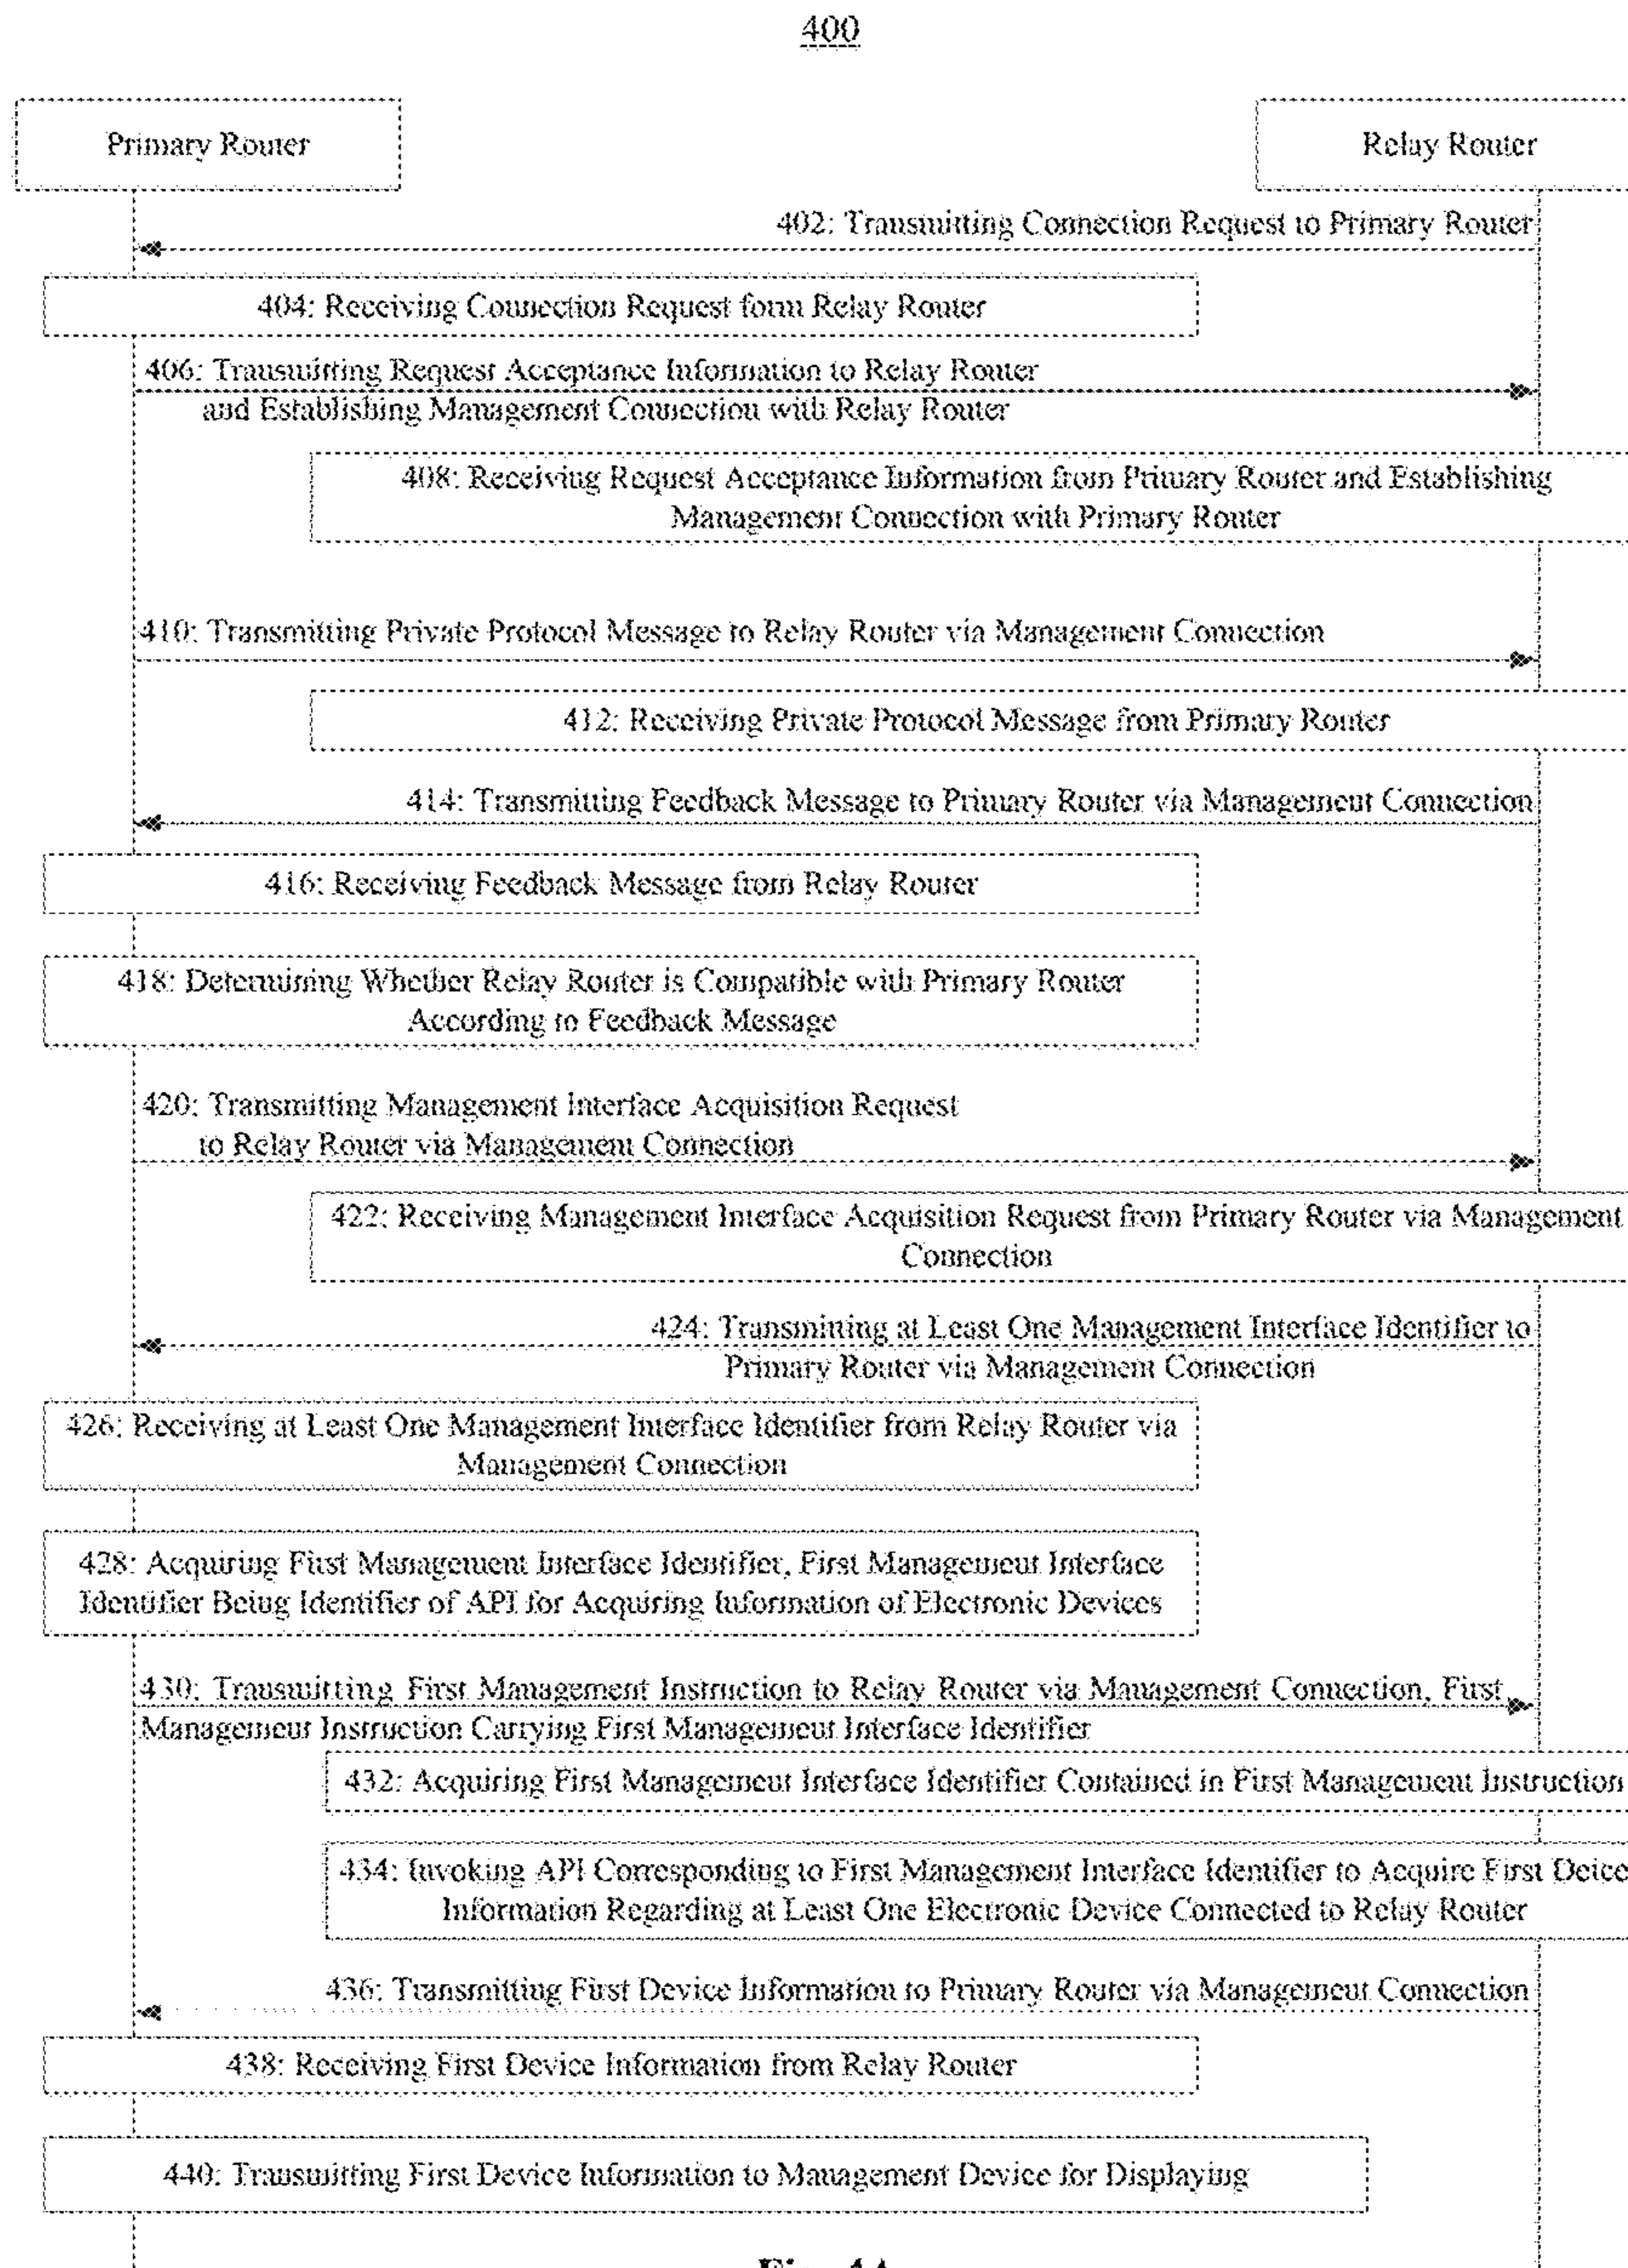 400
Primary Router
Relay Router
402: Transmitting Connection Request to Primary Router
404: Receiving Connection Request form Relay Router
406: Transmitting Request Acceptance Information to Relay Router
and Establishing Management Connection with Relay Router
408: Receiving Request Acceptance Information from Primary Router and Establishing
Management Connection with Primary Router
410: Transmitting Private Protocol Message to Relay Router via Management Connection
412: Receiving Private Protocol Message from Primary Router
414: Transmitting Feedback Message to Primary Router via Management Connection
416: Receiving Feedback Message from Relay Router
418: Determining Whether Relay Router is Compatible with Primary Router
According to Feedback Message
420: Transmitting Management Interface Acquisition Request
to Relay Router via Management Connection
422: Receiving Management Interface Acquisition Request from Primary Router via Management
Connection
424: Transmitting at Least One Management Interface Identifier to
Primary Router via Management Connection
426: Receiving at Least One Management Interface Identifier from Relay Router via
Management Connection
428: Acquiring First Management Interface Identifier, First Management Interface
Identifier Being Identifier of API for Acquiring Information of Electronic Devices
430: Transmitting First Management Instruction to Relay Router via Management Connection, First
Management Instruction Carrying First Management Interface Identifier
432: Acquiring First Management Interface Identifier Contained in First Management Instruction
434: Invoking API Corresponding to First Management Interface Identifier to Acquire First Deice
Information Regarding at Least One Electronic Device Connected to Relay Router
436: Transmitting First Device Information to Primary Router via Management Connection
438: Receiving First Device Information from Relay Router
440: Transmitting First Device Information to Management Device for Displaying